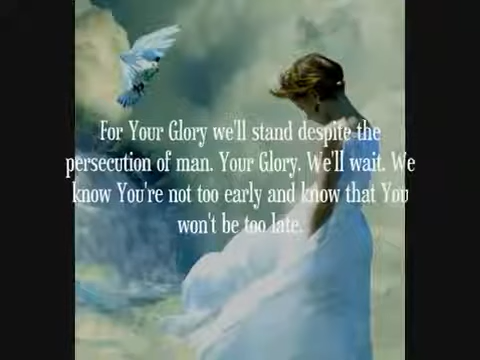 For Your Glory we'll stand despite the
persecution of man. Your Glory. We'll wait. We
know You're not too early and know that You
won't be too late.